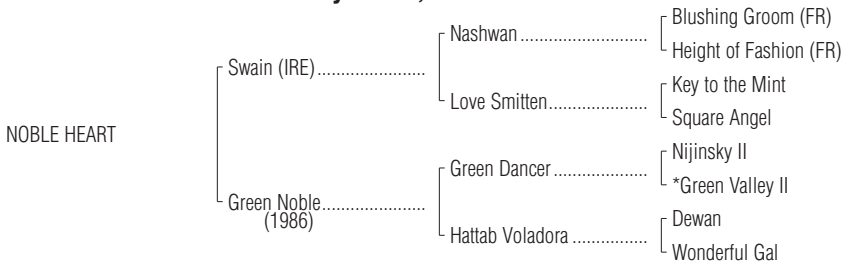 Blushing Groom (FR)
Nashwan
Height of Fashion (FR)
Swain (IRE)
Key to the Mint
Love Smitten
Square Angel
NOBLE HEART
Nijinsky II
Green Dancer
*Green Valley II
Green Noble
(1986)
Dewan
Hattab Voladora
Wonderful Gal